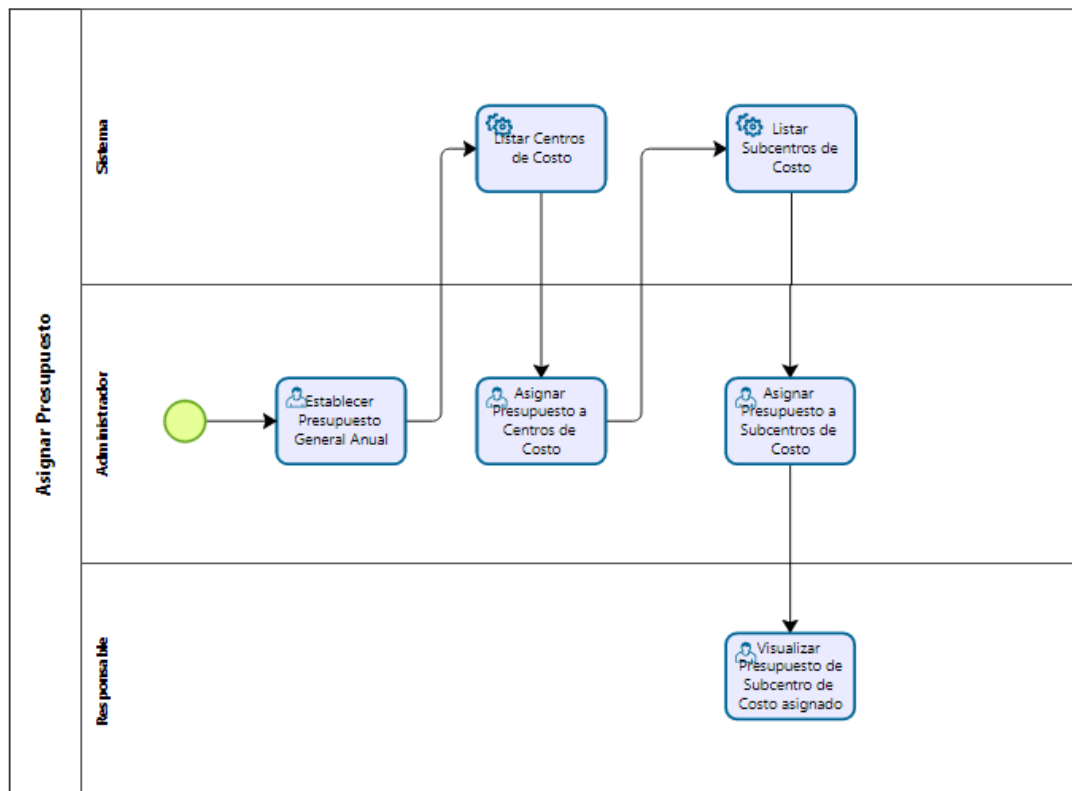 Asignar Presupuesto
Sistema
Listar Centros
de Costo
Listar
Subcentros de
Costo
Administrador
Establecer
Presupuesto
General Anual
Asignar
Presupuesto a
Centros de
Costo
Asignar
Presupuesto a
Subcentros de
Costo
Responsable
Visualizar
Presupuesto de
Subcentro de
Costo asignado